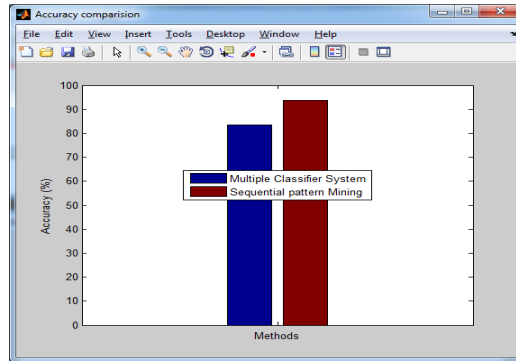 Accuracy comparision
File Edit View Insert Tools Desktop Window Help
100
90
80
70
60
50
40
30
20
10
0
Accuracy (%)
Multiple Classifier System
Sequential pattern Mining
Methods